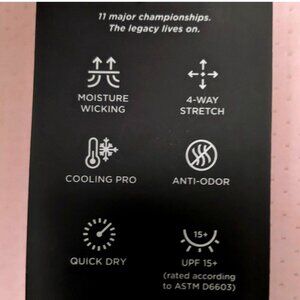 11 major championships.
The legacy lives on.
MOISTURE
WICKING
4-WAY
STRETCH
COOLING PRO
ANTI-ODOR
QUICK DRY
15+
UPF 15+
(rated according
to ASTM D6603)